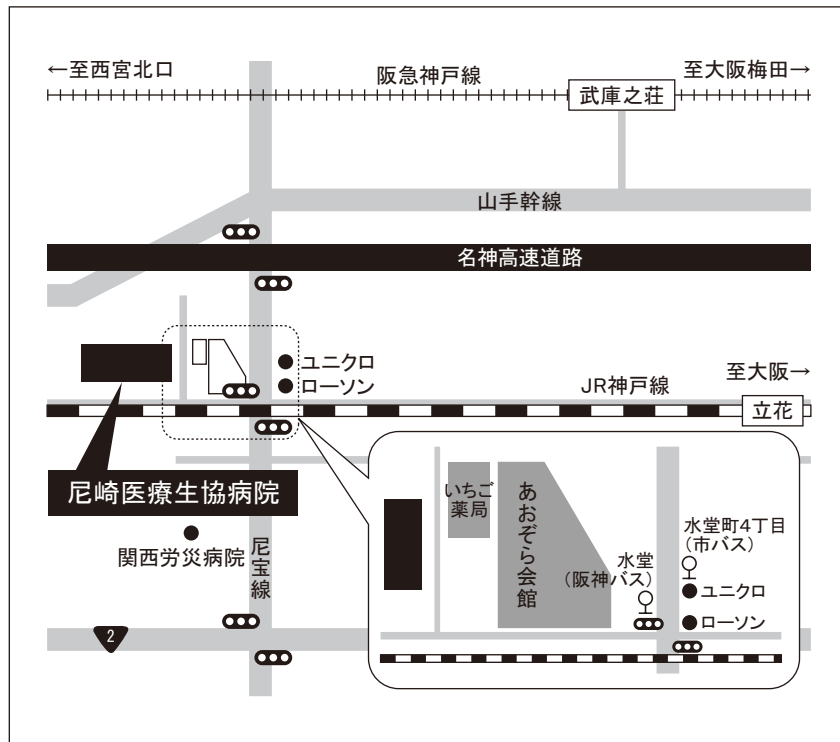 ←至西宮北口
阪急神戸線
至大阪梅田→
武庫之荘
山手幹線
名神高速道路
ユニクロ
ローソン
JR神戸線
至大阪→
立花
尼崎医療生協病院
関西労災病院
尼宝線
2
いちご
薬局
あおぞら会館
水堂
(阪神バス)
水堂町4丁目
(市バス)
ユニクロ
ローソン